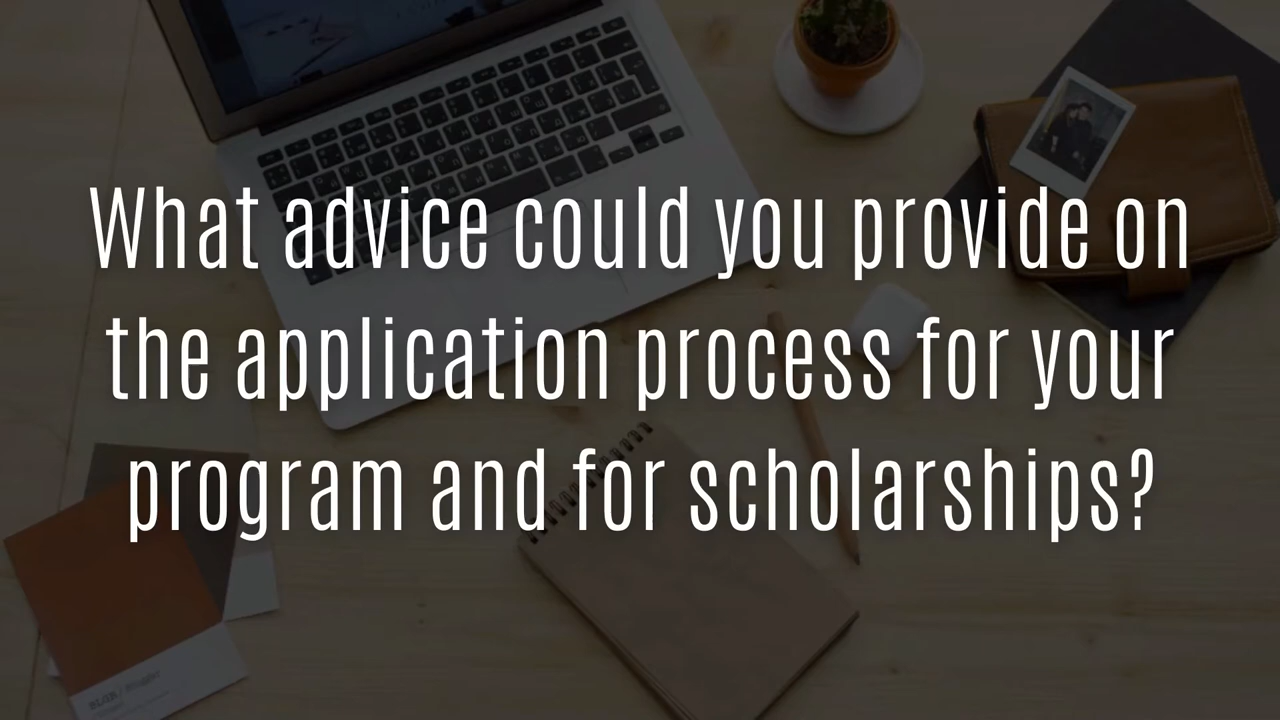 What advice could you provide on
the application process for your
program and for scholarships?